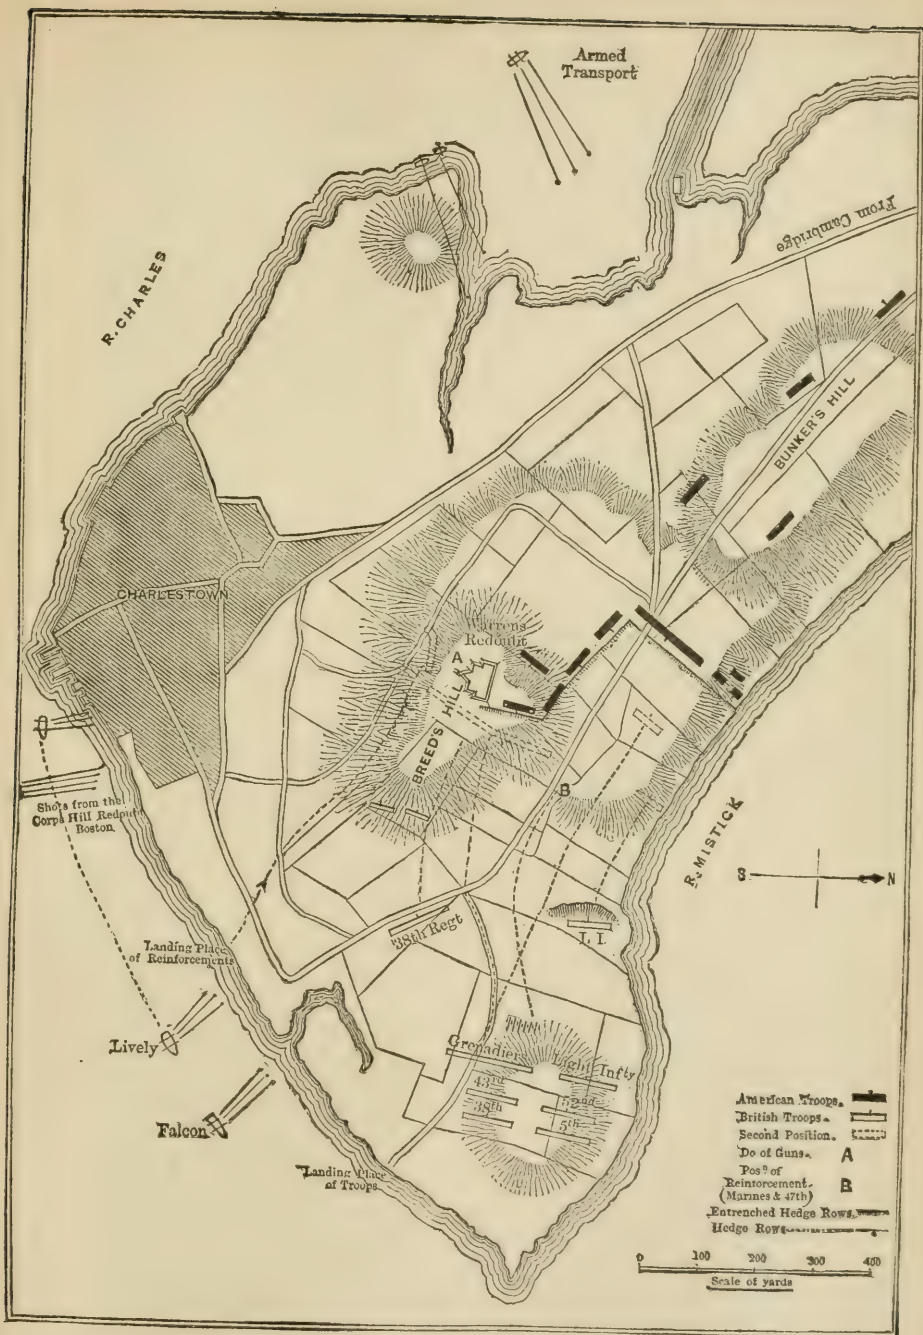 Armed
Transport
From Cambridge
R. CHARLES
BUNKER'S HILL
CHARLESTOWN
Warrens
Redoubt
A
BREED'S HILL
B
Shots from the
Corps Hill Redoubt
Boston.
R. MISTICK
S N
38th Regt
L I.
Landing Place
of Reinforcements
Lively
Grenadiers
Light Infty
43rd
52nd
38th
5th
Falcon
Landing Place
of Troops
American Troops.
British Troops.
Second Position.
Do of Guns. A
Posn of
Reinforcement.
(Marines & 47th) B
Entrenched Hedge Rows
Hedge Rows
0 100 200 300 400
Scale of yards